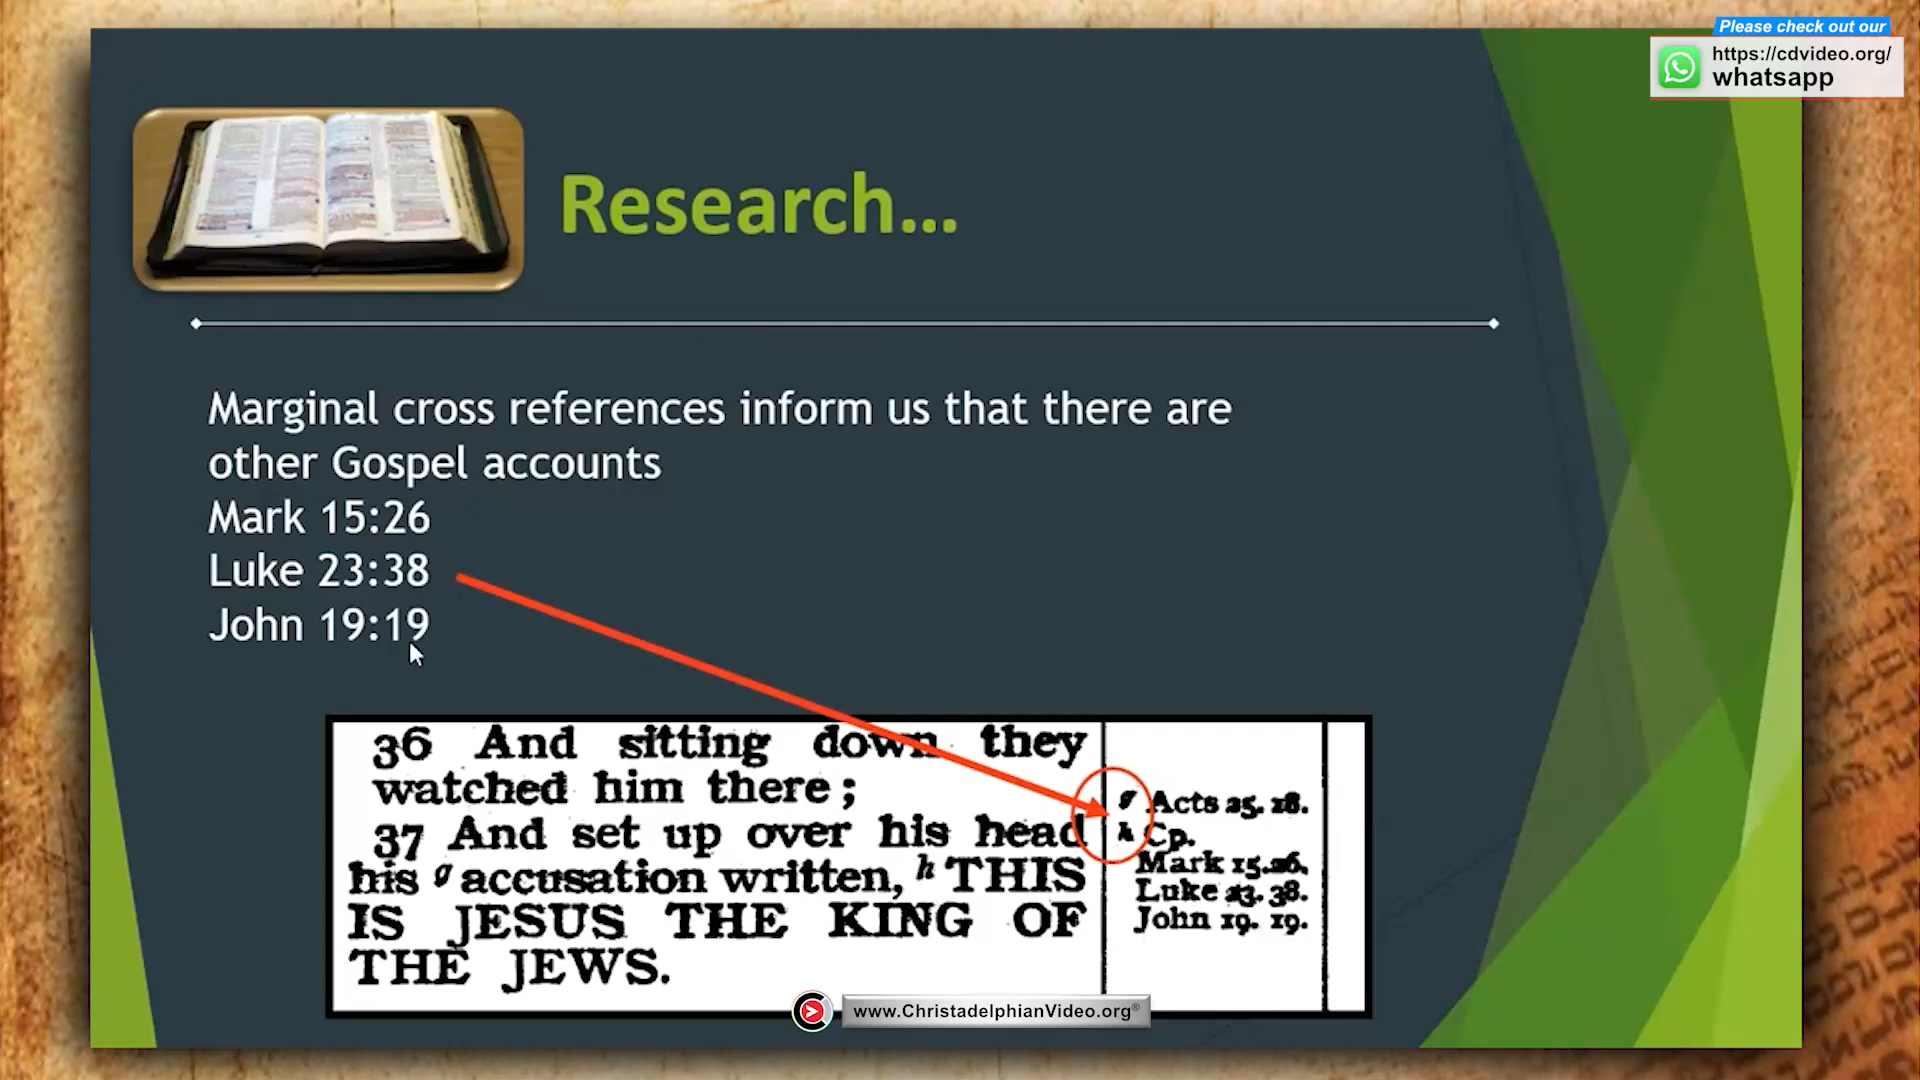 Please check out our
https://cdvideo.org/
whatsapp
Research...
Marginal cross references inform us that there are
other Gospel accounts
Mark 15:26
Luke 23:38
John 19:19
36 And sitting down they
watched him there;
37 And set up over his head
his g accusation written, h THIS
IS JESUS THE KING OF
THE JEWS.
g Acts 25. 18.
h Cp.
Mark 15. 26.
Luke 23. 38.
John 19. 19.
www.ChristadelphianVideo.org®